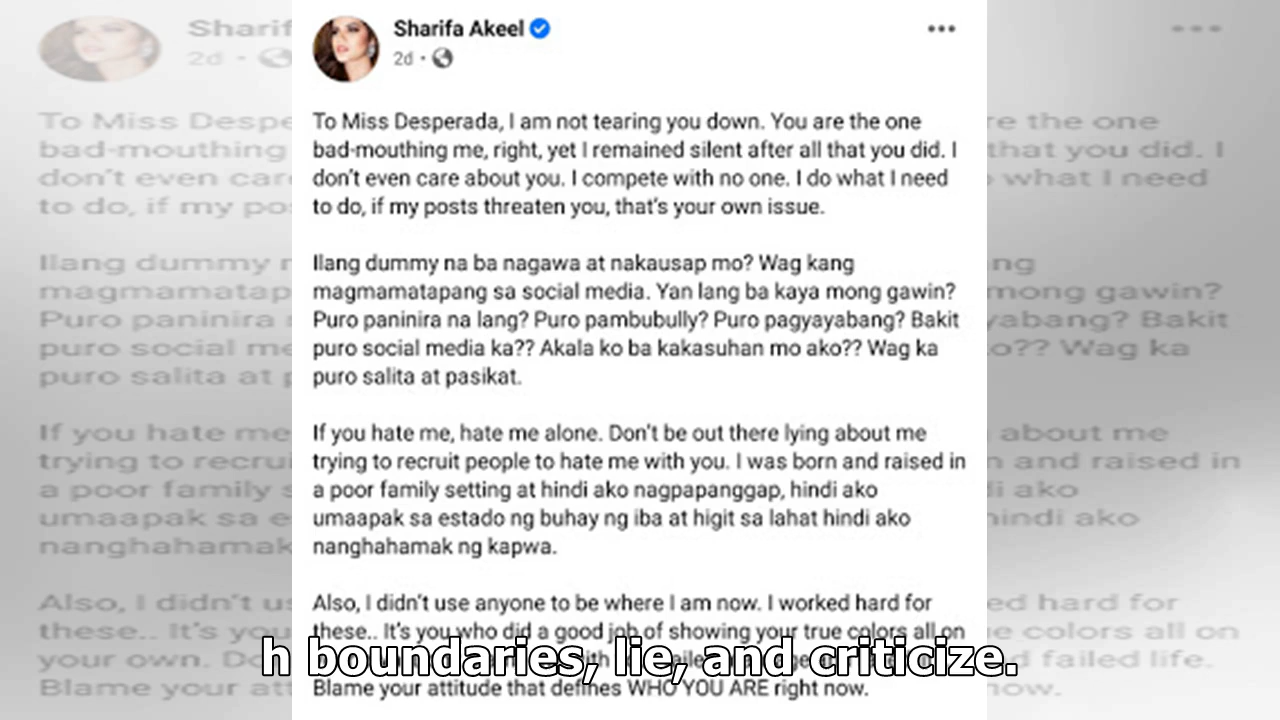 Sharifa Akeel
2d
To Miss Desperada, I am not tearing you down. You are the one
bad-mouthing me, right, yet I remained silent after all that you did. I
don't even care about you. I compete with no one. I do what I need
to do, if my posts threaten you, that's your own issue.
Ilang dummy na ba nagawa at nakausap mo? Wag kang
magmamatapang sa social media. Yan lang ba kaya mong gawin?
Puro paninira na lang? Puro pambubully? Puro pagyayabang? Bakit
puro social media ka?? Akala ko ba kakasuhan mo ako?? Wag ka
puro salita at pasikat.
If you hate me, hate me alone. Don't be out there lying about me
trying to recruit people to hate me with you. I was born and raised in
a poor family setting at hindi ako nagpapanggap, hindi ako
umaapak sa estado ng buhay ng iba at higit sa lahat hindi ako
nanghahamak ng kapwa.
Also, I didn't use anyone to be where I am now. I worked hard for
these.. It's you who did a good job of showing your true colors all on
h boundaries, lie, and criticize.
Blame your attitude that defines WHO YOU ARE right now.